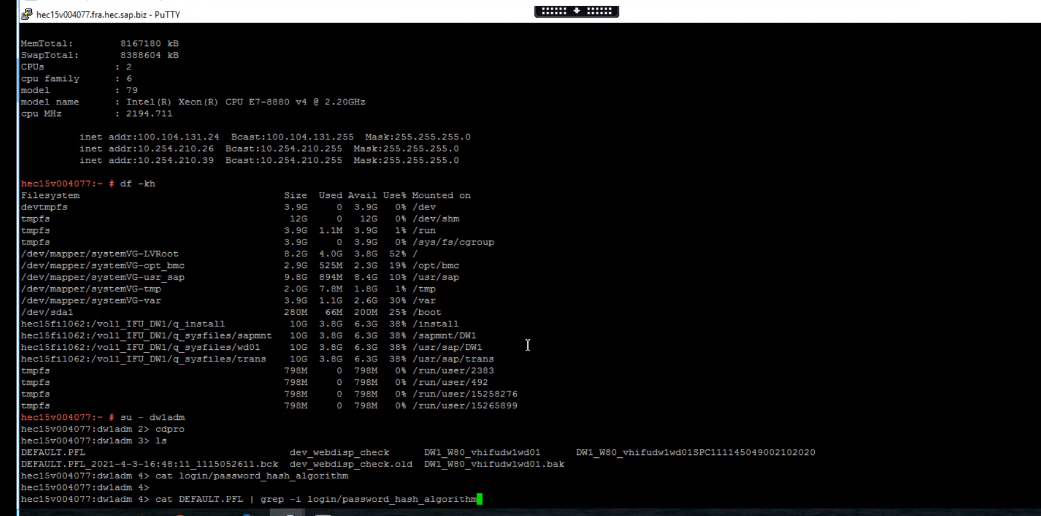 hec15v004077.fra.hec.sap.biz - PuTTY
MemTotal: 8167180 kB
SwapTotal: 8388604 kB
CPUs : 2
cpu family : 6
model : 79
model name : Intel(R) Xeon(R) CPU E7-8880 v4 @ 2.20GHz
cpu MHz : 2194.711
inet addr:100.104.131.24 Bcast:100.104.131.255 Mask:255.255.255.0
inet addr:10.254.210.26 Bcast:10.254.210.255 Mask:255.255.255.0
inet addr:10.254.210.39 Bcast:10.254.210.255 Mask:255.255.255.0
hec15v004077:~ # df -kh
Filesystem Size Used Avail Use% Mounted on
devtmpfs 3.9G 0 3.9G 0% /dev
tmpfs 12G 0 12G 0% /dev/shm
tmpfs 3.9G 1.1M 3.9G 1% /run
tmpfs 3.9G 0 3.9G 0% /sys/fs/cgroup
/dev/mapper/systemVG-LVRoot 8.2G 4.0G 3.8G 52% /
/dev/mapper/systemVG-opt_bmc 2.9G 525M 2.3G 19% /opt/bmc
/dev/mapper/systemVG-usr_sap 9.8G 894M 8.4G 10% /usr/sap
/dev/mapper/systemVG-tmp 2.0G 7.8M 1.8G 1% /tmp
/dev/mapper/systemVG-var 3.9G 1.1G 2.6G 30% /var
/dev/sda1 280M 66M 200M 25% /boot
hec15fi1062:/vol1_IFU_DW1/q_install 10G 3.8G 6.3G 38% /install
hec15fi1062:/vol1_IFU_DW1/q_sysfiles/sapmnt 10G 3.8G 6.3G 38% /sapmnt/DW1
hec15fi1062:/vol1_IFU_DW1/q_sysfiles/wd01 10G 3.8G 6.3G 38% /usr/sap/DW1
hec15fi1062:/vol1_IFU_DW1/q_sysfiles/trans 10G 3.8G 6.3G 38% /usr/sap/trans
tmpfs 798M 0 798M 0% /run/user/2383
tmpfs 798M 0 798M 0% /run/user/492
tmpfs 798M 0 798M 0% /run/user/15258276
tmpfs 798M 0 798M 0% /run/user/15265899
hec15v004077:~ # su - dw1adm
hec15v004077:dw1adm 2> cdpro
hec15v004077:dw1adm 3> ls
DEFAULT.PFL dev_webdisp_check DW1_W80_vhifudw1wd01 DW1_W80_vhifudw1wd01SPC111145049002102020
DEFAULT.PFL_2021-4-3-16:48:11_1115052611.bck dev_webdisp_check.old DW1_W80_vhifudw1wd01.bak
hec15v004077:dw1adm 4> cat login/password_hash_algorithm
hec15v004077:dw1adm 4>
hec15v004077:dw1adm 4> cat DEFAULT.PFL | grep -i login/password_hash_algorithm